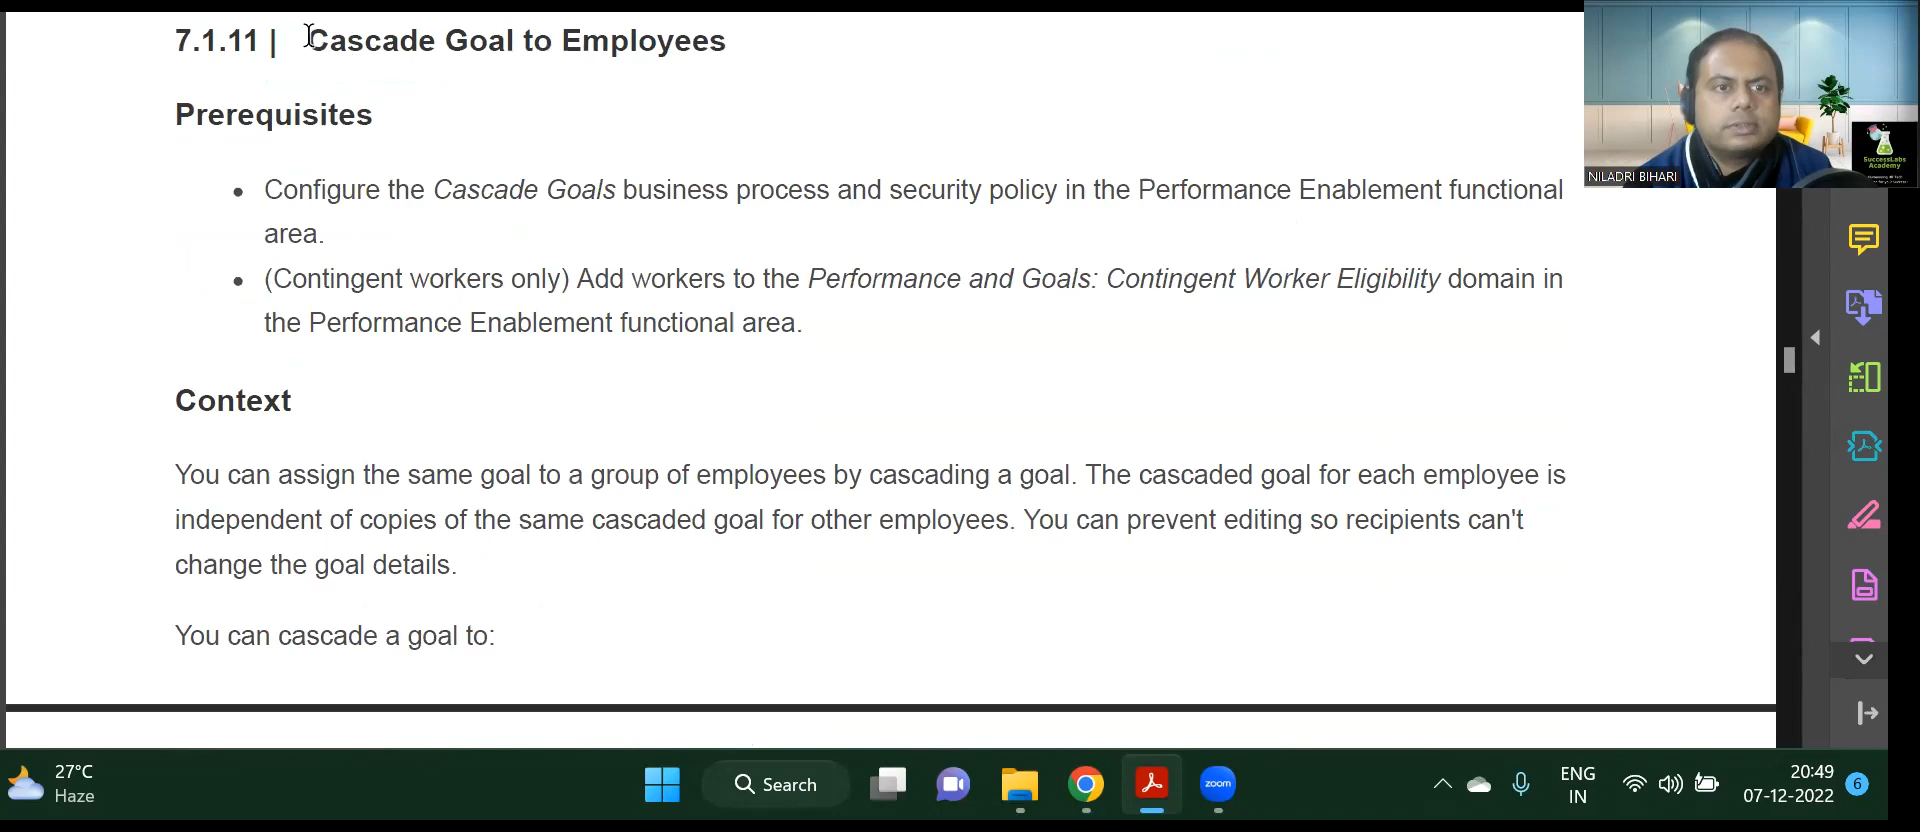 7.1.11 | Cascade Goal to Employees
Prerequisites
• Configure the Cascade Goals business process and security policy in the Performance Enablement functional
area.
• (Contingent workers only) Add workers to the Performance and Goals: Contingent Worker Eligibility domain in
the Performance Enablement functional area.
Context
You can assign the same goal to a group of employees by cascading a goal. The cascaded goal for each employee is
independent of copies of the same cascaded goal for other employees. You can prevent editing so recipients can't
change the goal details.
You can cascade a goal to:
SuccessLabs
Academy
NILADRI BIHARI
27°C
Haze
Search
zoom
ENG
IN
20:49
07-12-2022
6